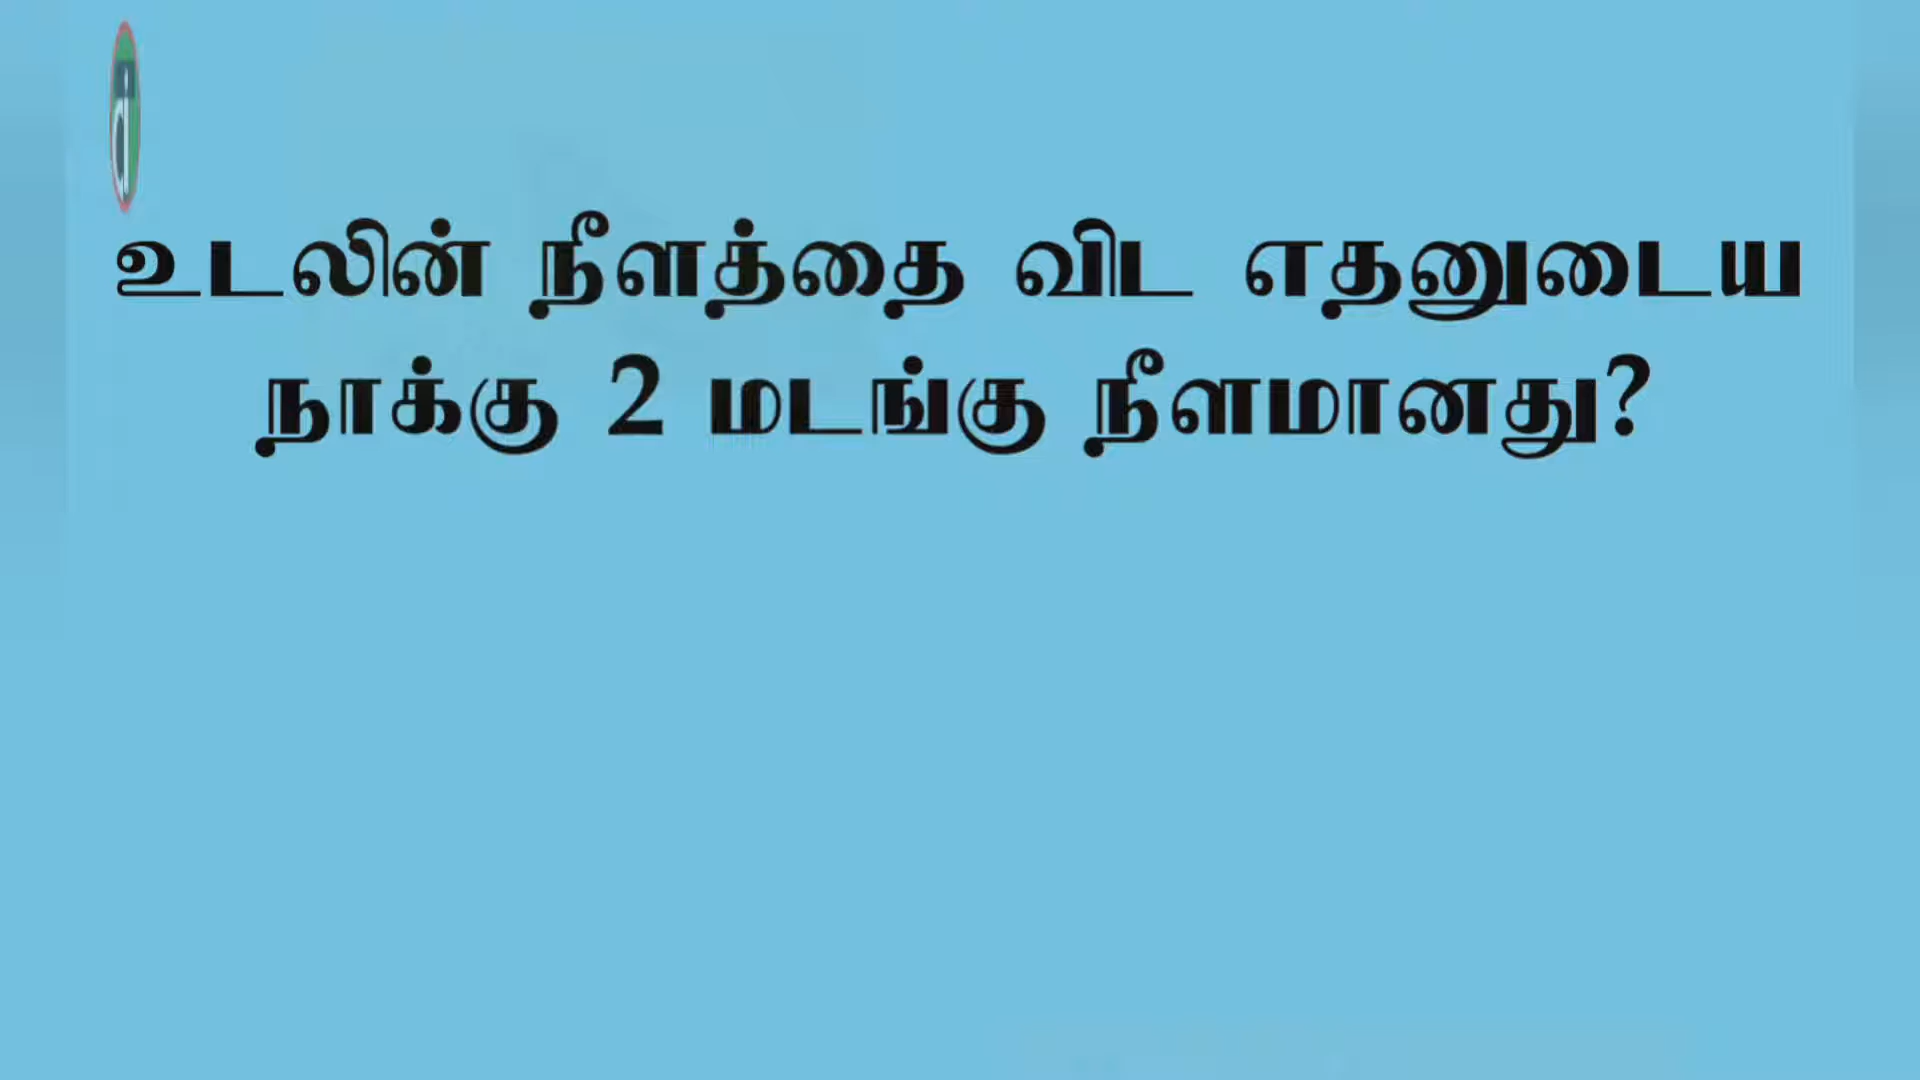 உடலின் நீளத்தை விட எதனுடைய
நாக்கு 2 மடங்கு நீளமானது?